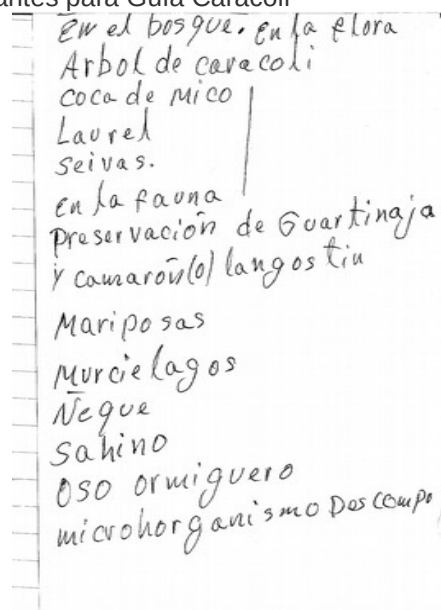 antes para Guía Caracolí
En el bosque. En la flora
Arbol de caracoli
coca de mico
Laurel
seivas.
en la fauna
preservación de Guartinaja
y camarón(o) langostin
Mariposas
Murcielagos
Ñeque
Sahino
OSO ormiguero
microhorganismo Descompo